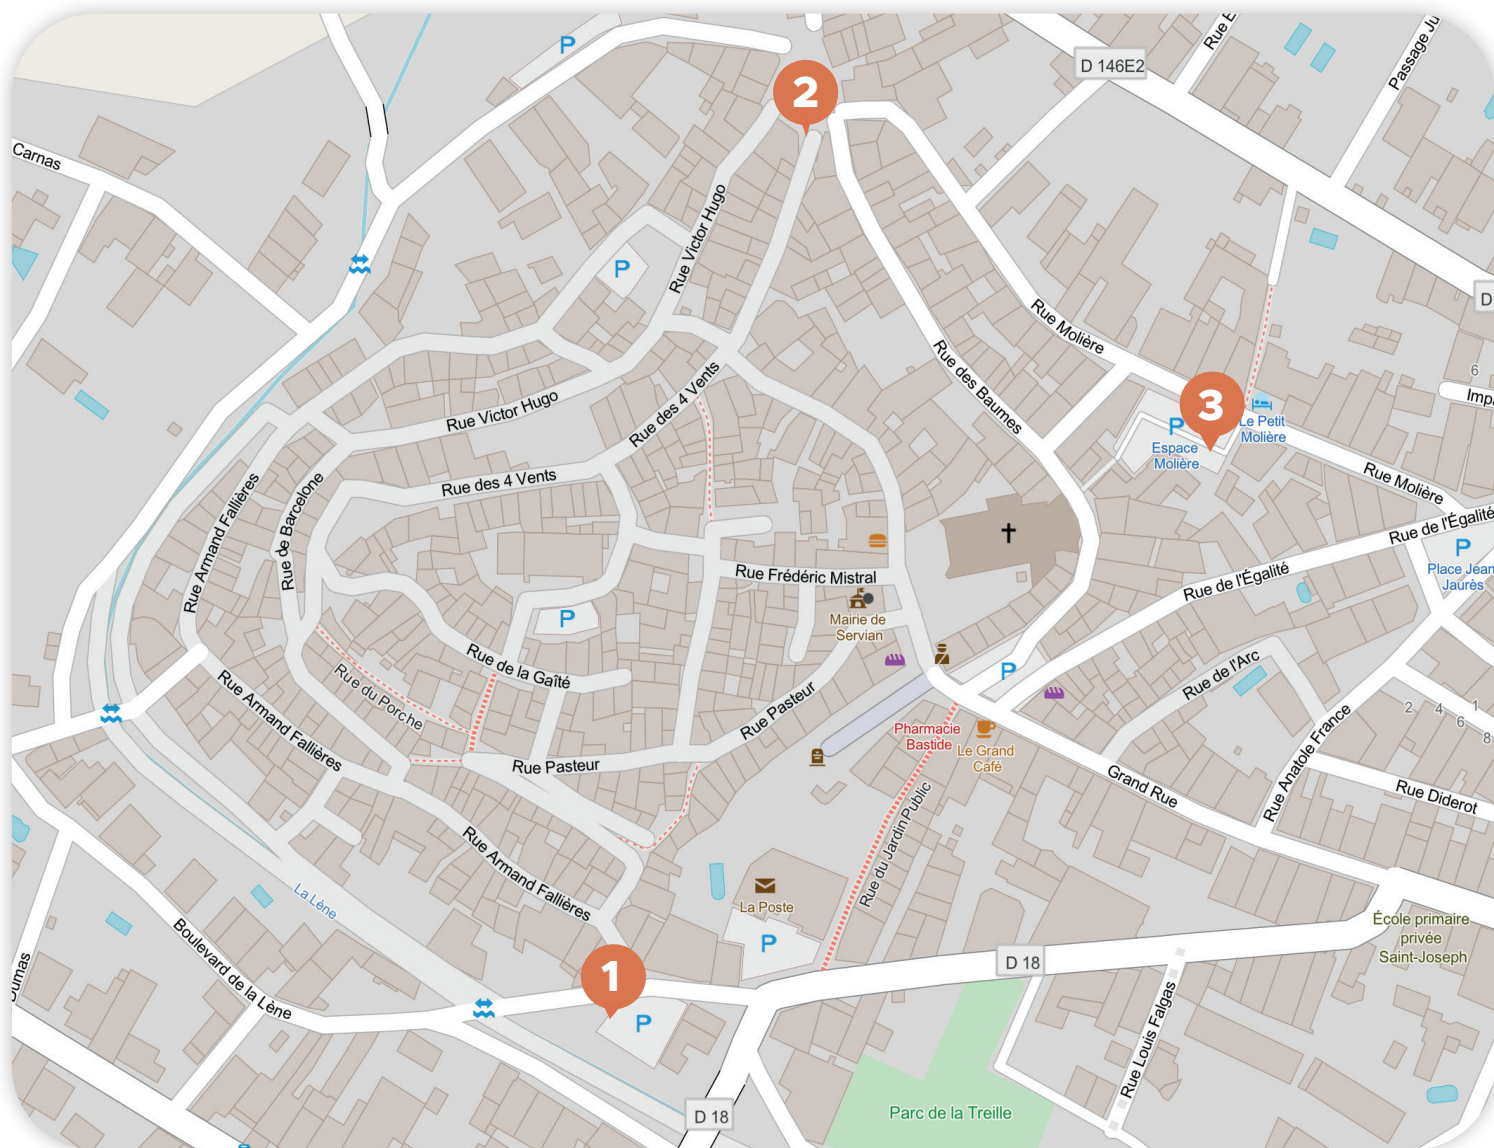 P
2
D 146E2
Rue E
Passage Ju
Carnas
Rue Victor Hugo
P
D
Rue Molière
6
Impa
Rue des Baumes
Rue des 4 Vents
Rue Victor Hugo
3
P
Le Petit
Molière
Espace
Molière
Rue Molière
Rue des 4 Vents
Rue Armand Fallières
Rue de Barcelone
Rue de l'Égalité
P
Place Jean
Jaurès
Rue Frédéric Mistral
Rue de l'Égalité
Mairie de
Servian
P
Rue de la Gaîté
Rue du Porche
P
Rue de l'Arc
Rue Armand Fallières
Rue Pasteur
Pharmacie
Bastide
Le Grand
Café
2
4
6
1
8
Rue Pasteur
Grand Rue
Rue Anatole France
Rue Diderot
Rue du Jardin Public
Rue Armand Fallières
La Lène
La Poste
P
École primaire
privée
Saint-Joseph
Boulevard de la Lène
Dumas
1
P
D 18
Rue Louis Falgas
D 18
Parc de la Treille